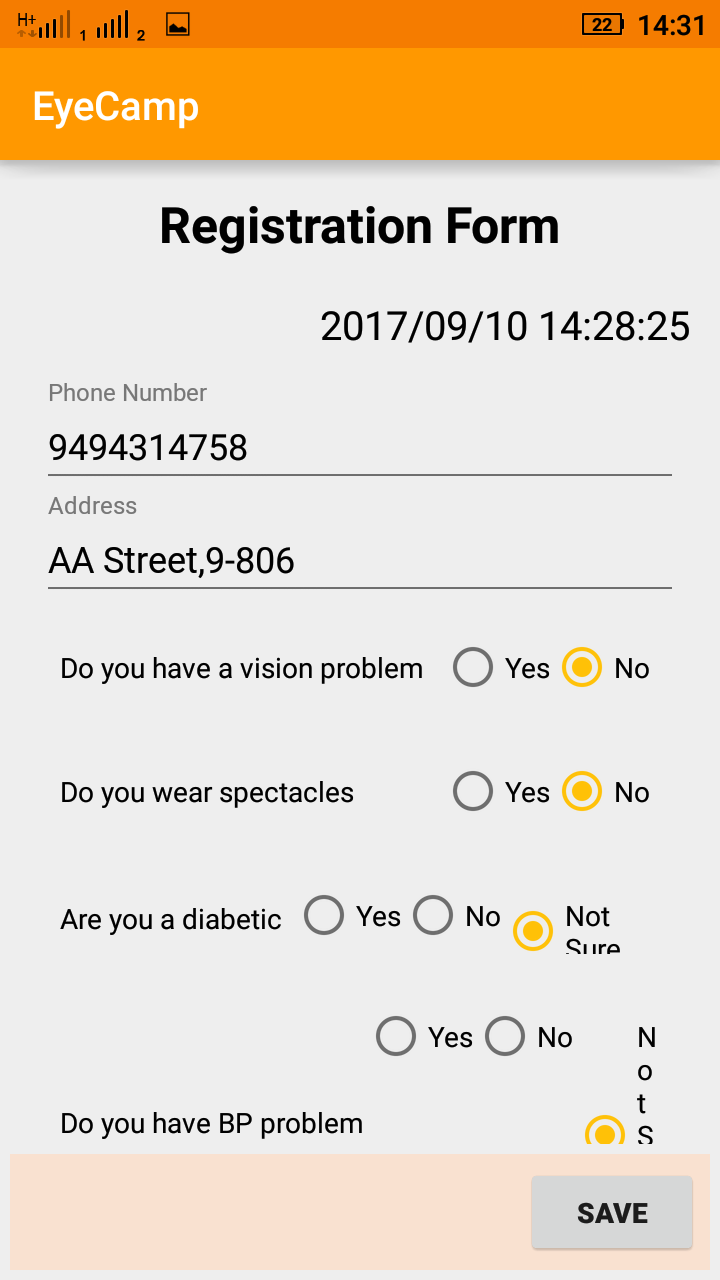 H+ 1 2 22 14:31
EyeCamp
Registration Form
2017/09/10 14:28:25
Phone Number
9494314758
Address
AA Street,9-806
Do you have a vision problem Yes No
Do you wear spectacles Yes No
Are you a diabetic Yes No Not
Sure
Yes No N
o
t
Do you have BP problem S
SAVE